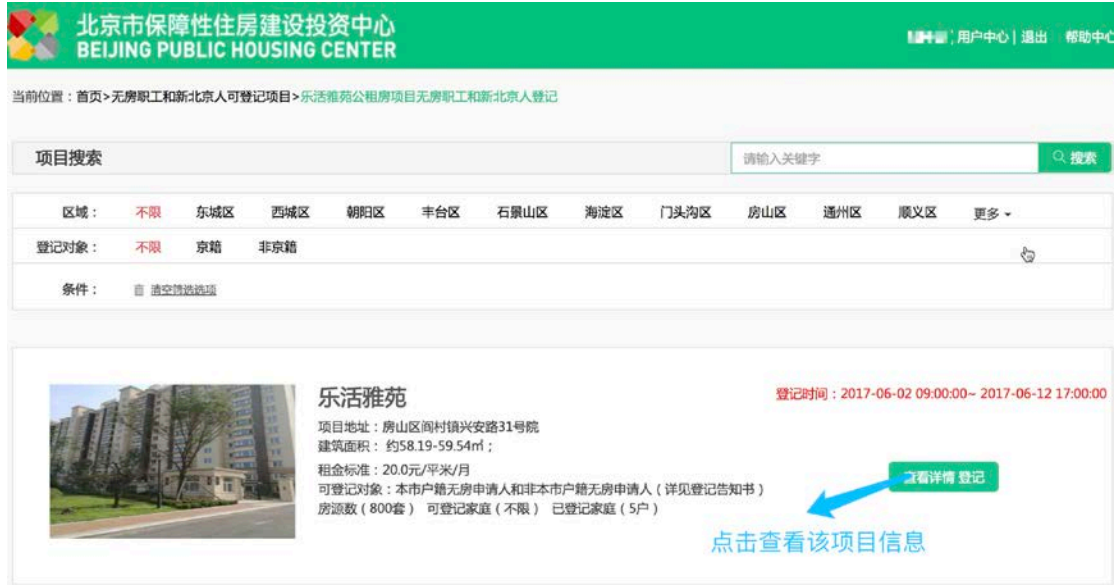 北京市保障性住房建设投资中心
BEIJING PUBLIC HOUSING CENTER
用户中心 | 退出 帮助中心
当前位置：首页>无房职工和新北京人可登记项目>乐活雅苑公租房项目无房职工和新北京人登记
项目搜索 请输入关键字 搜索
区域： 不限 东城区 西城区 朝阳区 丰台区 石景山区 海淀区 门头沟区 房山区 通州区 顺义区 更多
登记对象： 不限 京籍 非京籍
条件： 清空筛选选项
乐活雅苑
登记时间：2017-06-02 09:00:00~ 2017-06-12 17:00:00
项目地址：房山区阎村镇兴安路31号院
建筑面积： 约58.19-59.54㎡；
租金标准：20.0元/平米/月
查看详情 登记
可登记对象：本市户籍无房申请人和非本市户籍无房申请人（详见登记告知书）
房源数（800套） 可登记家庭（不限） 已登记家庭（5户）
点击查看该项目信息